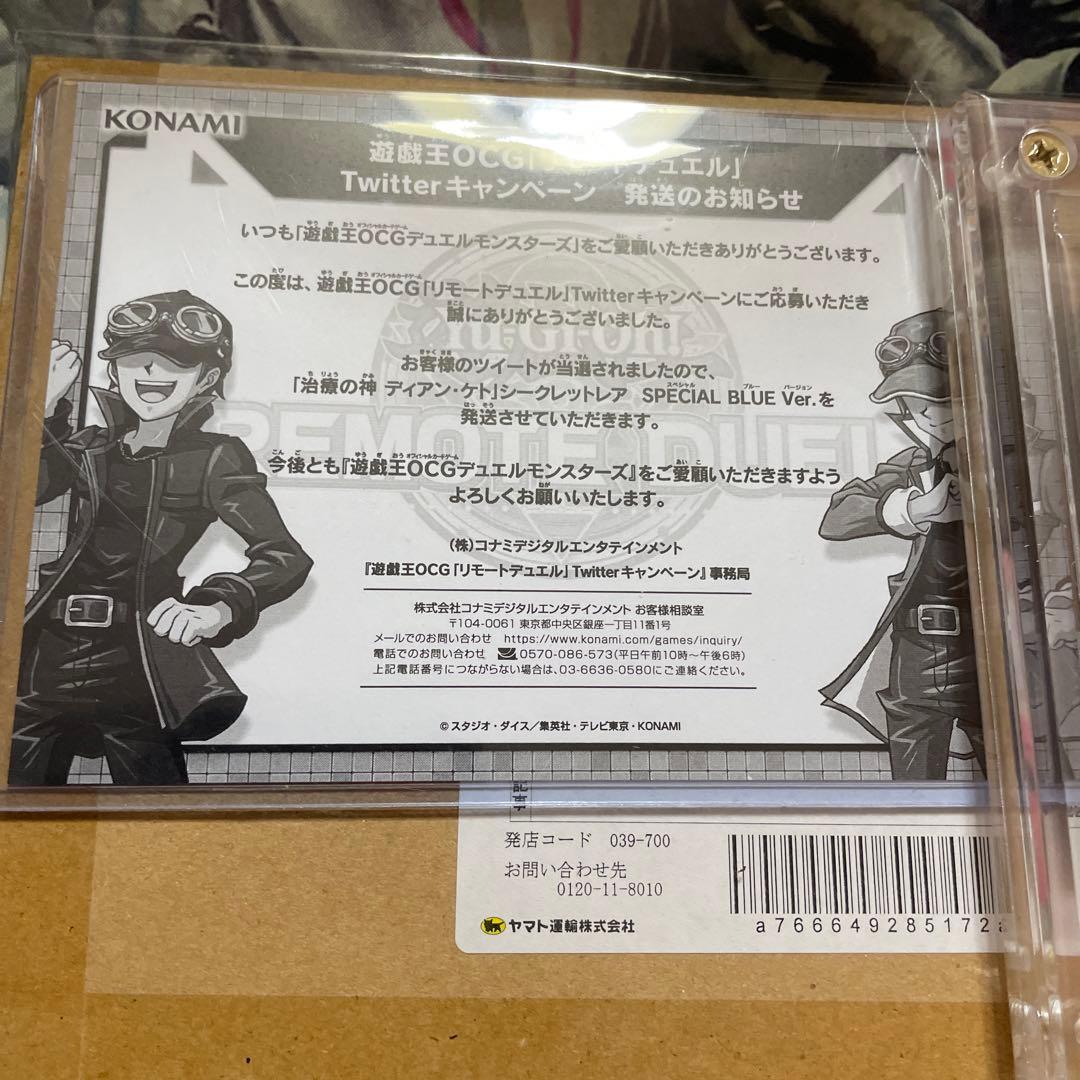 KONAMI
遊戯王OCG「リモートデュエル」
Twitterキャンペーン 発送のお知らせ
いつも「遊戯王OCGデュエルモンスターズ」をご愛顧いただきありがとうございます。
この度は、遊戯王OCG「リモートデュエル」Twitterキャンペーンにご応募いただき
誠にありがとうございました。
お客様のツイートが当選されましたので、
「治療の神 ディアン・ケト」シークレットレア SPECIAL BLUE Ver.を
発送させていただきます。
Yu-Gi-Oh!
REMOTE DUEL
今後とも『遊戯王OCGデュエルモンスターズ』をご愛顧いただきますよう
よろしくお願いいたします。
(株)コナミデジタルエンタテインメント
『遊戯王OCG「リモートデュエル」Twitterキャンペーン』事務局
株式会社コナミデジタルエンタテインメント お客様相談室
〒104-0061 東京都中央区銀座一丁目11番1号
メールでのお問い合わせ https://www.konami.com/games/inquiry/
電話でのお問い合わせ 0570-086-573(平日午前10時～午後6時)
上記電話番号につながらない場合は、03-6636-0580にご連絡ください。
©スタジオ・ダイス／集英社・テレビ東京・KONAMI
発店コード 039-700
お問い合わせ先
0120-11-8010
ヤマト運輸株式会社
a766649285172a